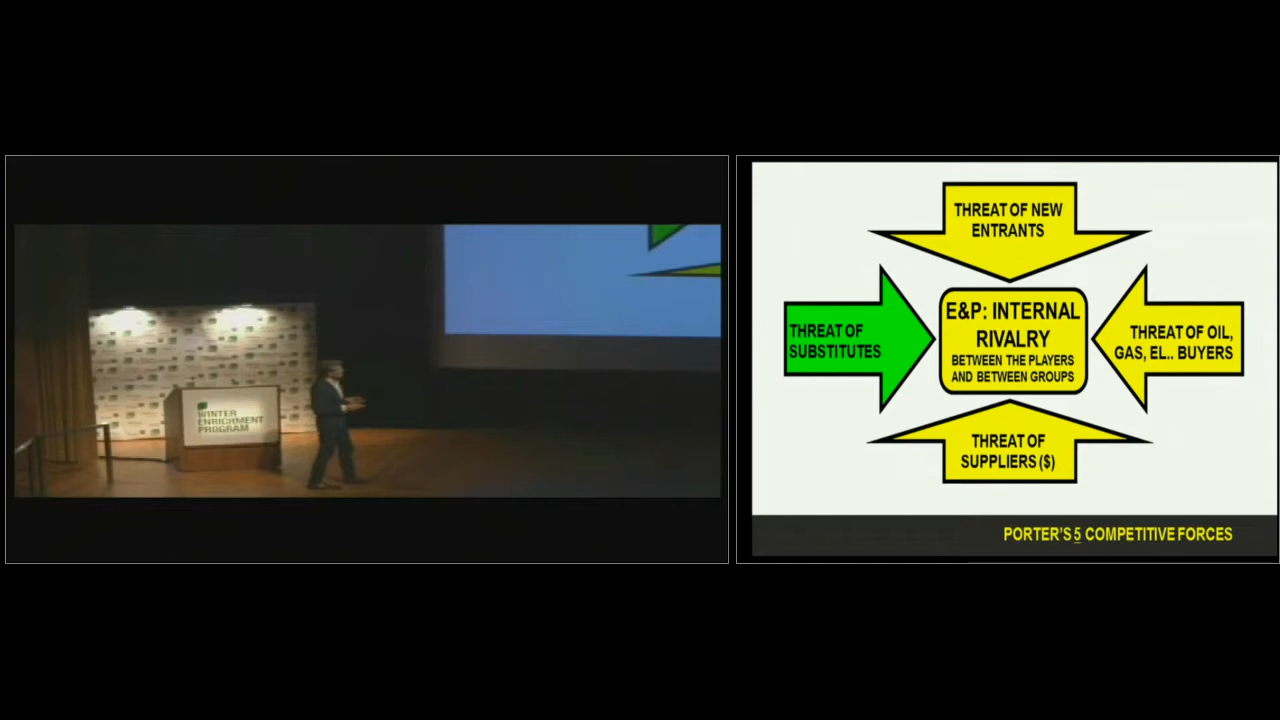 WINTER
ENRICHMENT
PROGRAM
THREAT OF NEW
ENTRANTS
THREAT OF
SUBSTITUTES
E&P: INTERNAL
RIVALRY
BETWEEN THE PLAYERS
AND BETWEEN GROUPS
THREAT OF OIL,
GAS, EL.. BUYERS
THREAT OF
SUPPLIERS ($)
PORTER'S 5 COMPETITIVE FORCES